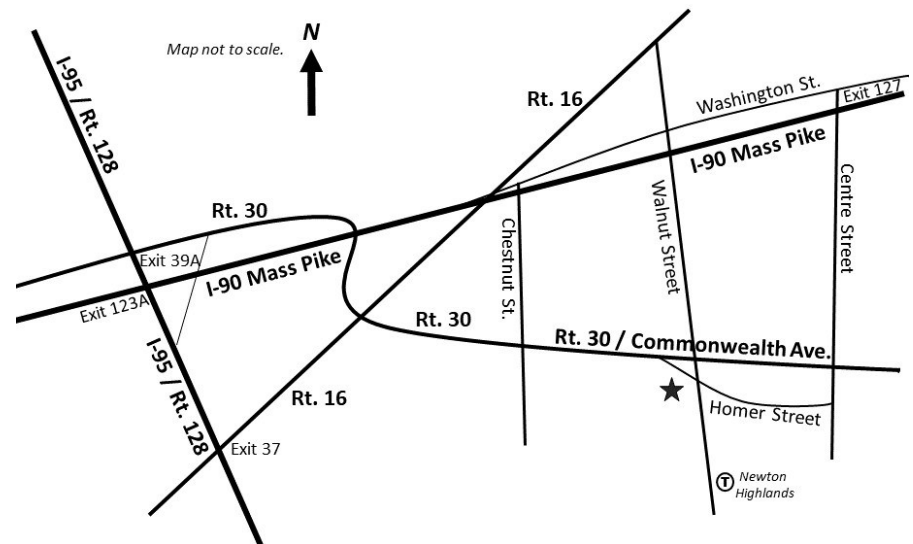 N
Map not to scale.
I-95 / Rt. 128
Rt. 16
Washington St.
Exit 127
I-90 Mass Pike
Rt. 30
Exit 39A
I-90 Mass Pike
Exit 123A
Chestnut St.
Walnut Street
Centre Street
Rt. 30
Rt. 30 / Commonwealth Ave.
I-95 / Rt. 128
Rt. 16
Homer Street
Exit 37
T
Newton
Highlands